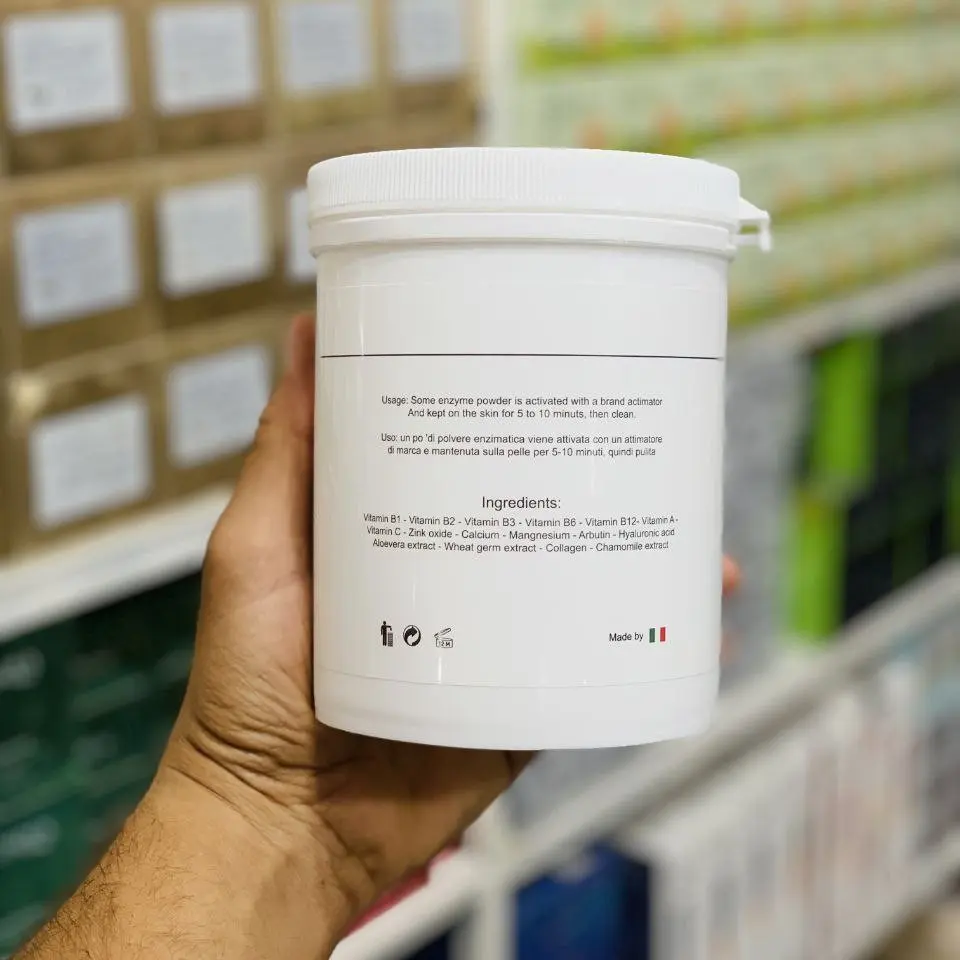 Usage: Some enzyme powder is activated with a brand actimator
And kept on the skin for 5 to 10 minuts, then clean.
Uso: un po 'di polvere enzimatica viene attivata con un attimatore
di marca e mantenuta sulla pelle per 5-10 minuti, quindi pulita
Ingredients:
Vitamin B1 - Vitamin B2 - Vitamin B3 - Vitamin B6 - Vitamin B12- Vitamin A -
Vitamin C - Zink oxide - Calcium - Mangnesium - Arbutin - Hyaluronic acid
Aloevera extract - Wheat germ extract - Collagen - Chamomile extract
12 M
Made by